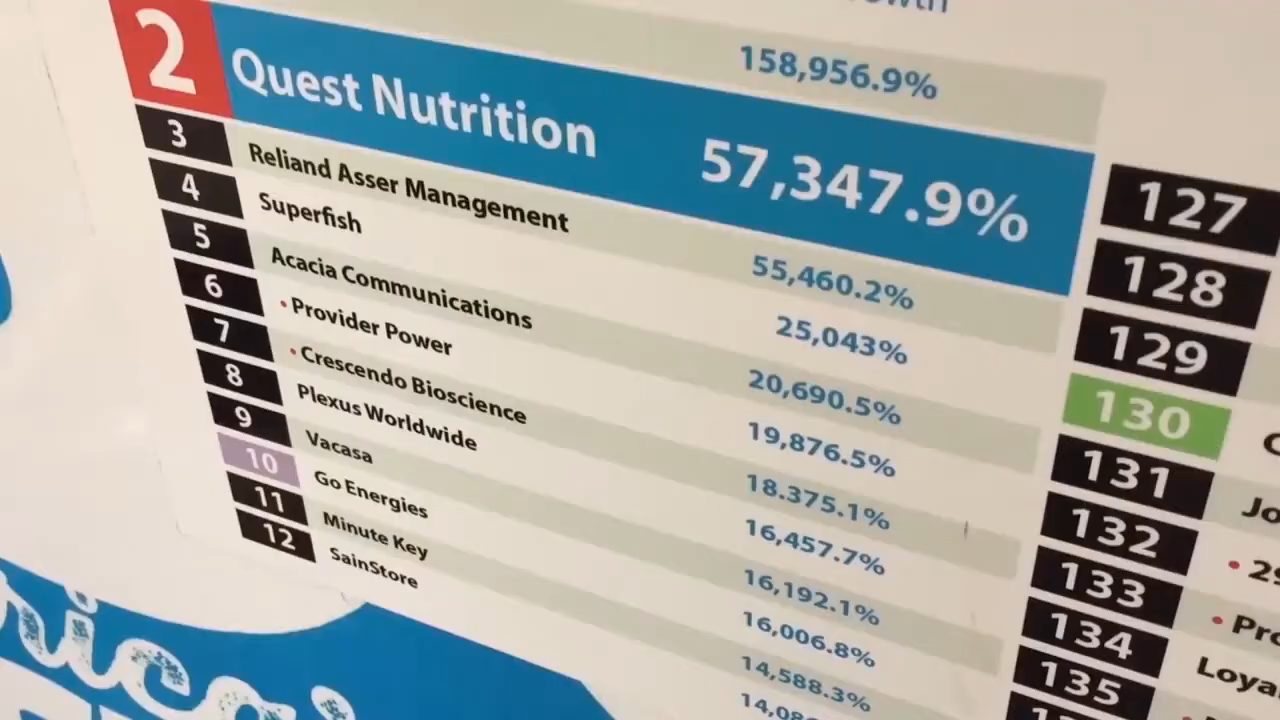 158,956.9%
2 Quest Nutrition 57,347.9%
3 Reliand Asser Management 55,460.2%
4 Superfish 25,043%
5 Acacia Communications 20,690.5%
6 • Provider Power 19,876.5%
7 • Crescendo Bioscience 18.375.1%
8 Plexus Worldwide 16,457.7%
9 Vacasa 16,192.1%
10 Go Energies 16,006.8%
11 Minute Key 14,588.3%
12 SainStore
127
128
129
130
131 Jo
132
133 • Pro
134 Loya
135